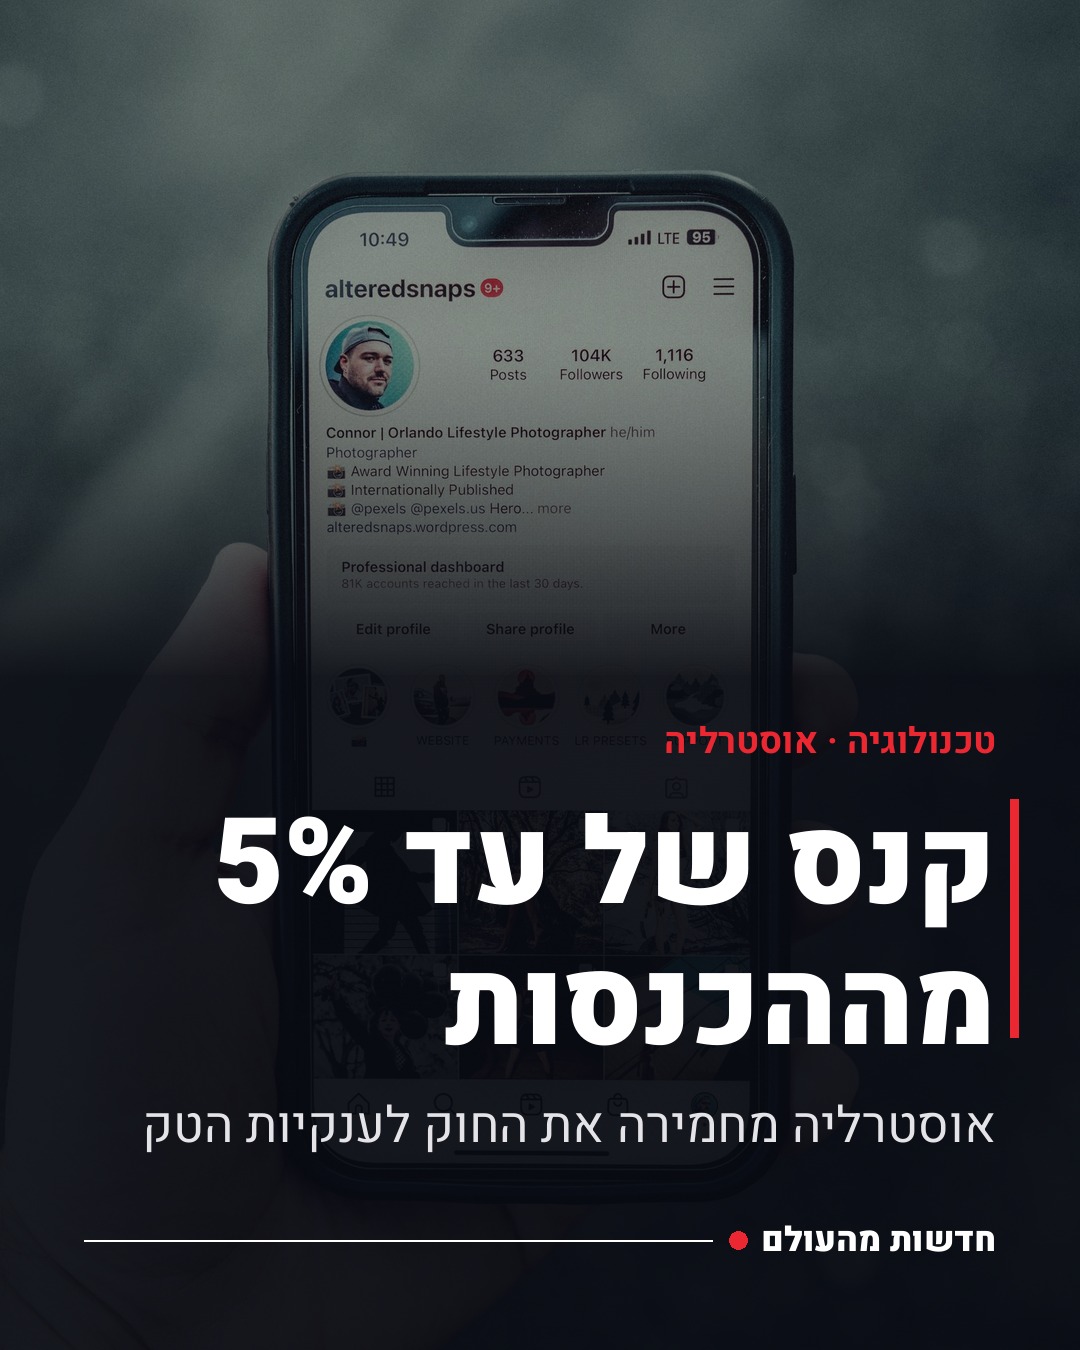 10:49
LTE 95
alteredsnaps 9+
633 104K 1,116
Posts Followers Following
Connor | Orlando Lifestyle Photographer he/him
Photographer
Award Winning Lifestyle Photographer
Internationally Published
@pexels @pexels.us Hero... more
alteredsnaps.wordpress.com
Professional dashboard
81K accounts reached in the last 30 days.
Edit profile Share profile More
WEBSITE PAYMENTS LR PRESETS
טכנולוגיה · אוסטרליה
קנס של עד 5%
מההכנסות
אוסטרליה מחמירה את החוק לענקיות הטק
חדשות מהעולם